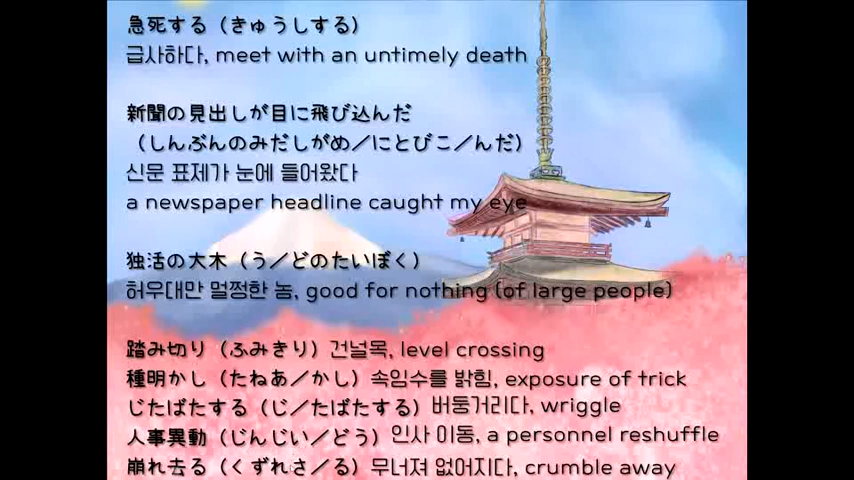 急死する（きゅうしする）
급사하다, meet with an untimely death
新聞の見出しが目に飛び込んだ
（しんぶんのみだしがめ／にとびこ／んだ）
신문 표제가 눈에 들어왔다
a newspaper headline caught my eye
独活の大木（う／どのたいぼく）
허우대만 멀쩡한 놈, good for nothing (of large people)
踏み切り（ふみきり）건널목, level crossing
種明かし（たねあ／かし）속임수를 밝힘, exposure of trick
じたばたする（じ／たばたする）버둥거리다, wriggle
人事異動（じんじい／どう）인사 이동, a personnel reshuffle
崩れ去る（くずれさ／る）무너져 없어지다, crumble away